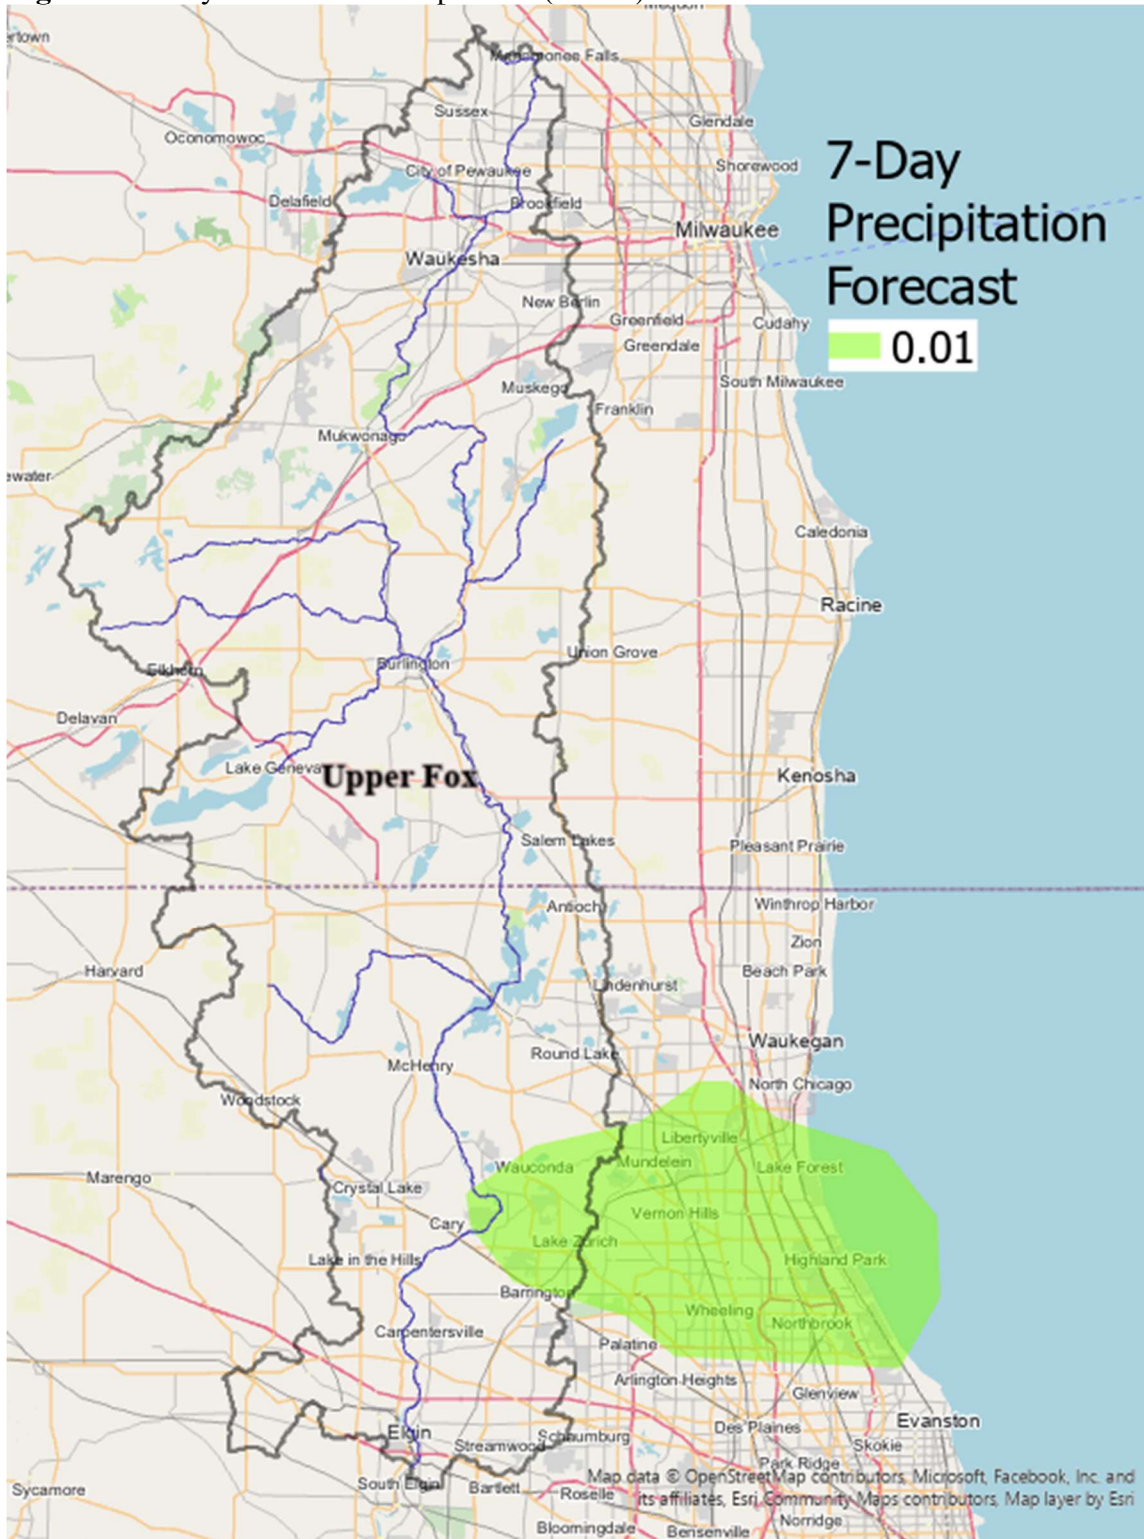 Mequon
ertown
Menomonee Falls
Sussex
Glendale
Oconomowoc
Shorewood
City of Pewaukee
Delafield
Brookfield
Milwaukee
7-Day
Precipitation
Forecast
0.01
Waukesha
New Berlin
Greenfield
Cudahy
Greendale
South Milwaukee
Muskego
Franklin
Mukwonago
ewater
Caledonia
Racine
Union Grove
Burlington
Elkhorn
Delavan
Lake Geneva
Upper Fox
Kenosha
Salem Lakes
Pleasant Prairie
Antioch
Winthrop Harbor
Zion
Harvard
Beach Park
Lindenhurst
Waukegan
Round Lake
McHenry
North Chicago
Woodstock
Libertyville
Wauconda
Mundelein
Lake Forest
Marengo
Crystal Lake
Vernon Hills
Cary
Lake Zurich
Lake in the Hills
Highland Park
Barrington
Wheeling
Northbrook
Carpentersville
Palatine
Arlington Heights
Glenview
Evanston
Elgin
Des Plaines
Schaumburg
Streamwood
Skokie
Park Ridge
Map data © OpenStreetMap contributors, Microsoft, Facebook, Inc. and
its affiliates, Esri Community Maps contributors, Map layer by Esri
South Elgin
Sycamore
Bartlett
Roselle
Norridge
Bloomingdale
Bensenville